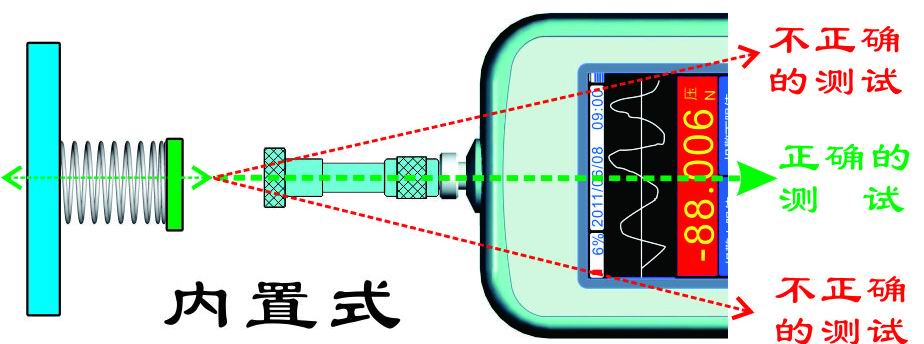 不正确
的测试
正确的
测 试
不正确
的测试
内置式
6% 2011/06/08 09:00
-88.006
压
N